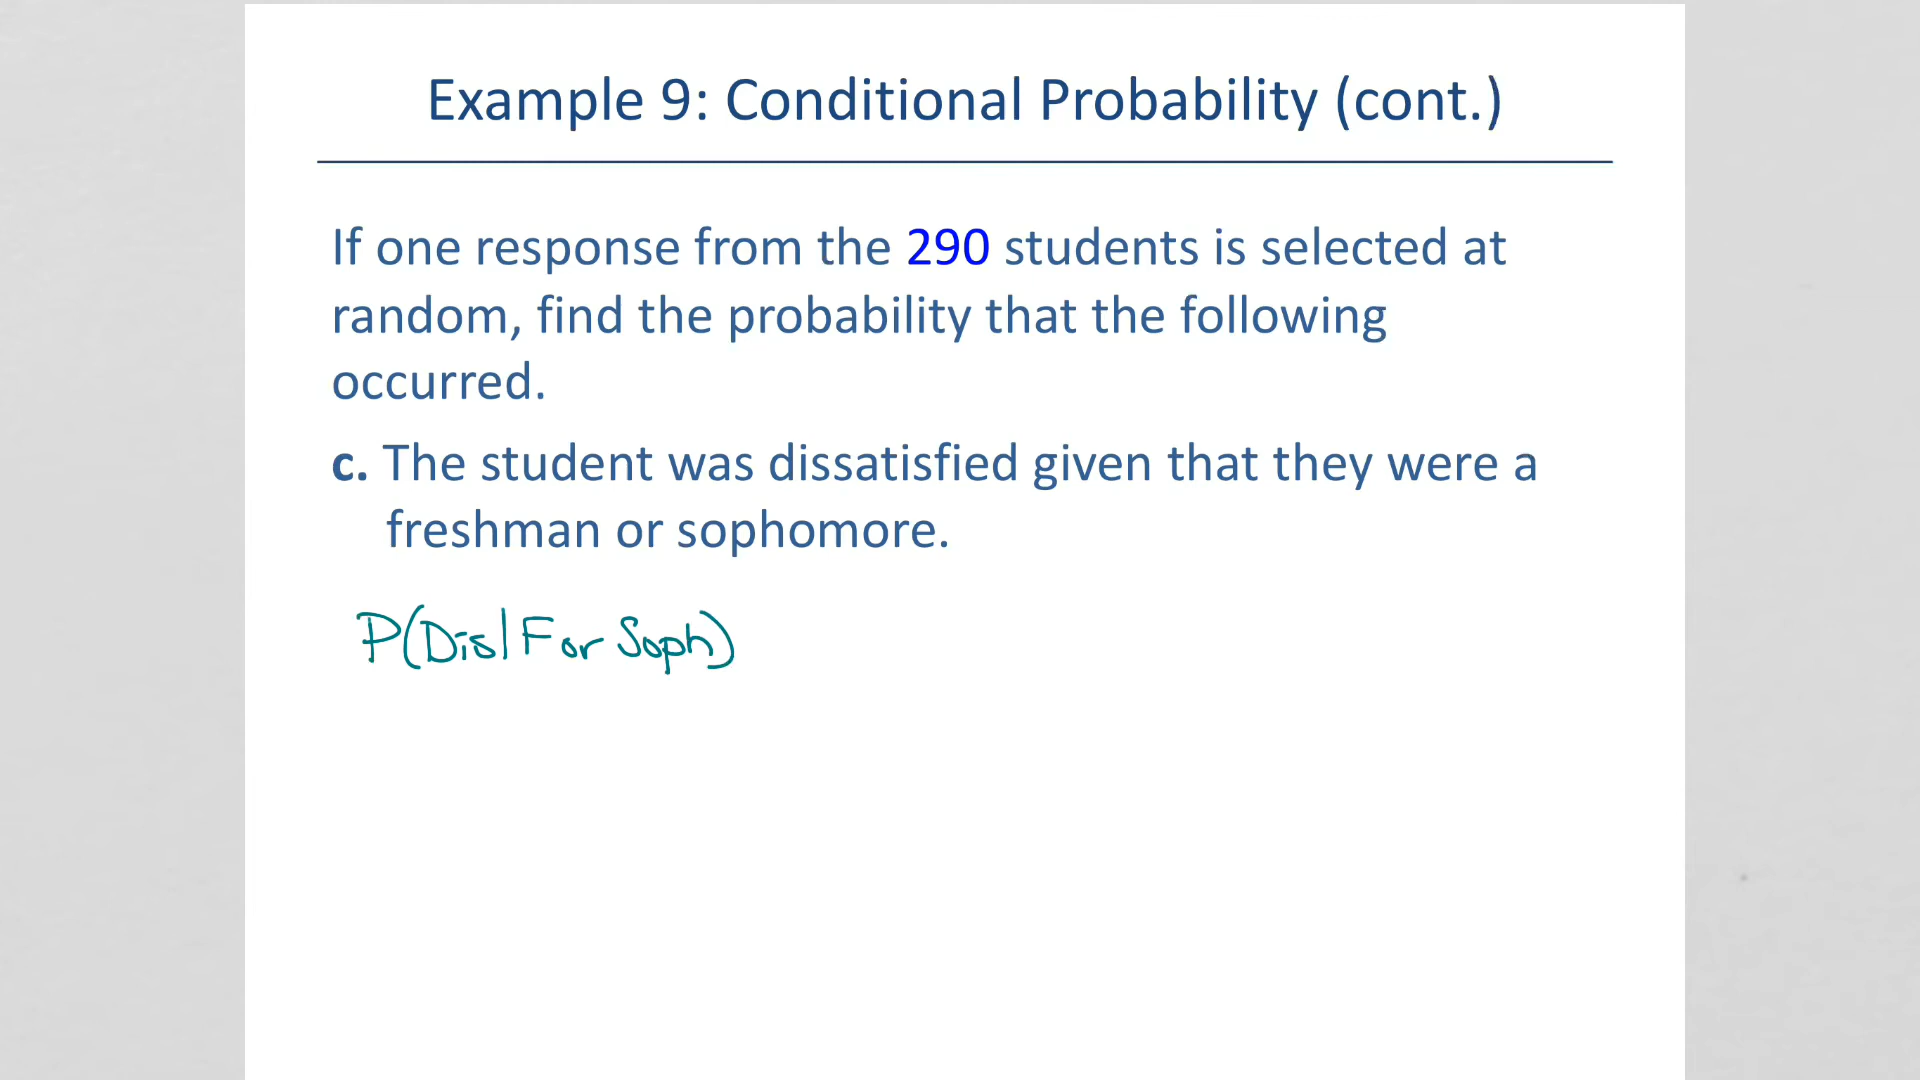 Example 9: Conditional Probability (cont.)
If one response from the 290 students is selected at
random, find the probability that the following
occurred.
c. The student was dissatisfied given that they were a
freshman or sophomore.
P(Dis|F or Soph)